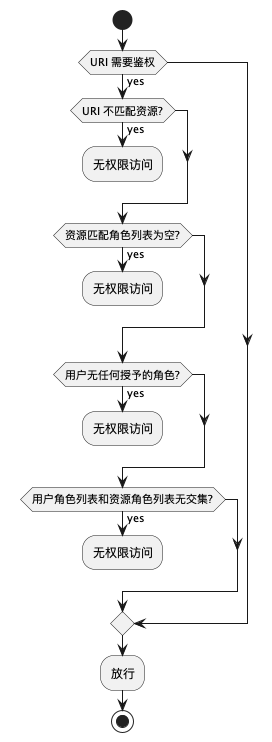 URI 需要鉴权
yes
URI 不匹配资源?
yes
无权限访问
资源匹配角色列表为空?
yes
无权限访问
用户无任何授予的角色?
yes
无权限访问
用户角色列表和资源角色列表无交集?
yes
无权限访问
放行